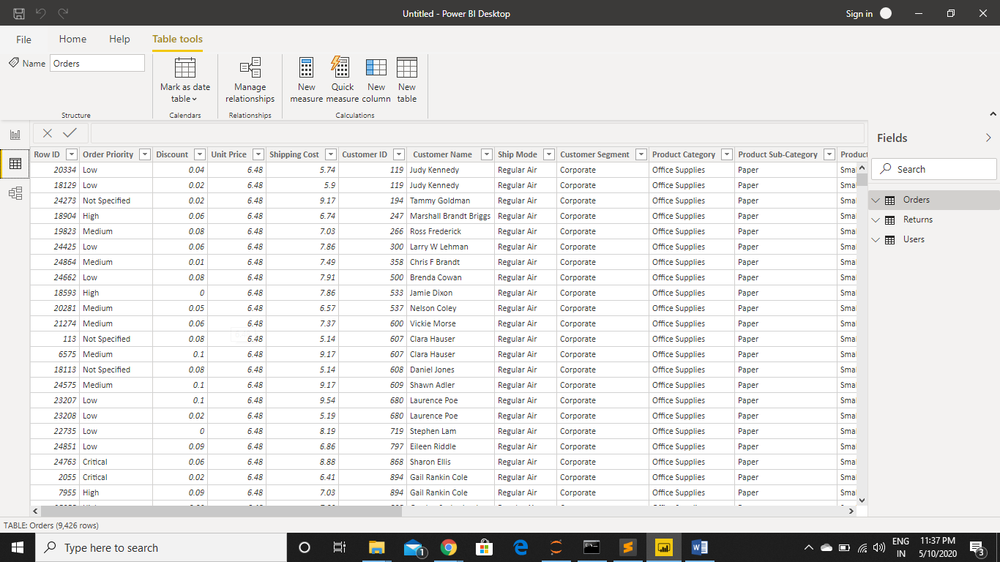 Untitled - Power BI Desktop
Sign in
File Home Help Table tools
Name Orders
Mark as date table
Manage relationships
New measure
Quick measure
New column
New table
Structure Calendars Relationships Calculations
Row ID Order Priority Discount Unit Price Shipping Cost Customer ID Customer Name Ship Mode Customer Segment Product Category Product Sub-Category Product
20334 Low 0.04 6.48 5.74 119 Judy Kennedy Regular Air Corporate Office Supplies Paper Sma
18129 Low 0.02 6.48 5.9 119 Judy Kennedy Regular Air Corporate Office Supplies Paper Sma
24273 Not Specified 0.02 6.48 9.17 194 Tammy Goldman Regular Air Corporate Office Supplies Paper Sma
18904 High 0.06 6.48 6.74 247 Marshall Brandt Briggs Regular Air Corporate Office Supplies Paper Sma
19823 Medium 0.08 6.48 7.03 266 Ross Frederick Regular Air Corporate Office Supplies Paper Sma
24425 Low 0.06 6.48 7.86 300 Larry W Lehman Regular Air Corporate Office Supplies Paper Sma
24864 Medium 0.01 6.48 7.49 358 Chris F Brandt Regular Air Corporate Office Supplies Paper Sma
24662 Low 0.08 6.48 7.91 500 Brenda Cowan Regular Air Corporate Office Supplies Paper Sma
18593 High 0 6.48 7.86 533 Jamie Dixon Regular Air Corporate Office Supplies Paper Sma
20281 Medium 0.05 6.48 6.57 537 Nelson Coley Regular Air Corporate Office Supplies Paper Sma
21274 Medium 0.06 6.48 7.37 600 Vickie Morse Regular Air Corporate Office Supplies Paper Sma
113 Not Specified 0.08 6.48 5.14 607 Clara Hauser Regular Air Corporate Office Supplies Paper Sma
6575 Medium 0.1 6.48 9.17 607 Clara Hauser Regular Air Corporate Office Supplies Paper Sma
18113 Not Specified 0.08 6.48 5.14 608 Daniel Jones Regular Air Corporate Office Supplies Paper Sma
24575 Medium 0.1 6.48 9.17 609 Shawn Adler Regular Air Corporate Office Supplies Paper Sma
23207 Low 0.1 6.48 9.54 680 Laurence Poe Regular Air Corporate Office Supplies Paper Sma
23208 Low 0.02 6.48 5.19 680 Laurence Poe Regular Air Corporate Office Supplies Paper Sma
22735 Low 0 6.48 8.19 719 Stephen Lam Regular Air Corporate Office Supplies Paper Sma
24851 Low 0.09 6.48 6.86 797 Eileen Riddle Regular Air Corporate Office Supplies Paper Sma
24763 Critical 0.06 6.48 8.88 868 Sharon Ellis Regular Air Corporate Office Supplies Paper Sma
2055 Critical 0.02 6.48 6.41 894 Gail Rankin Cole Regular Air Corporate Office Supplies Paper Sma
7955 High 0.09 6.48 7.03 894 Gail Rankin Cole Regular Air Corporate Office Supplies Paper Sma
Fields
Search
Orders
Returns
Users
TABLE: Orders (9,426 rows)
Type here to search
1
ENG
IN
11:37 PM
5/10/2020
3